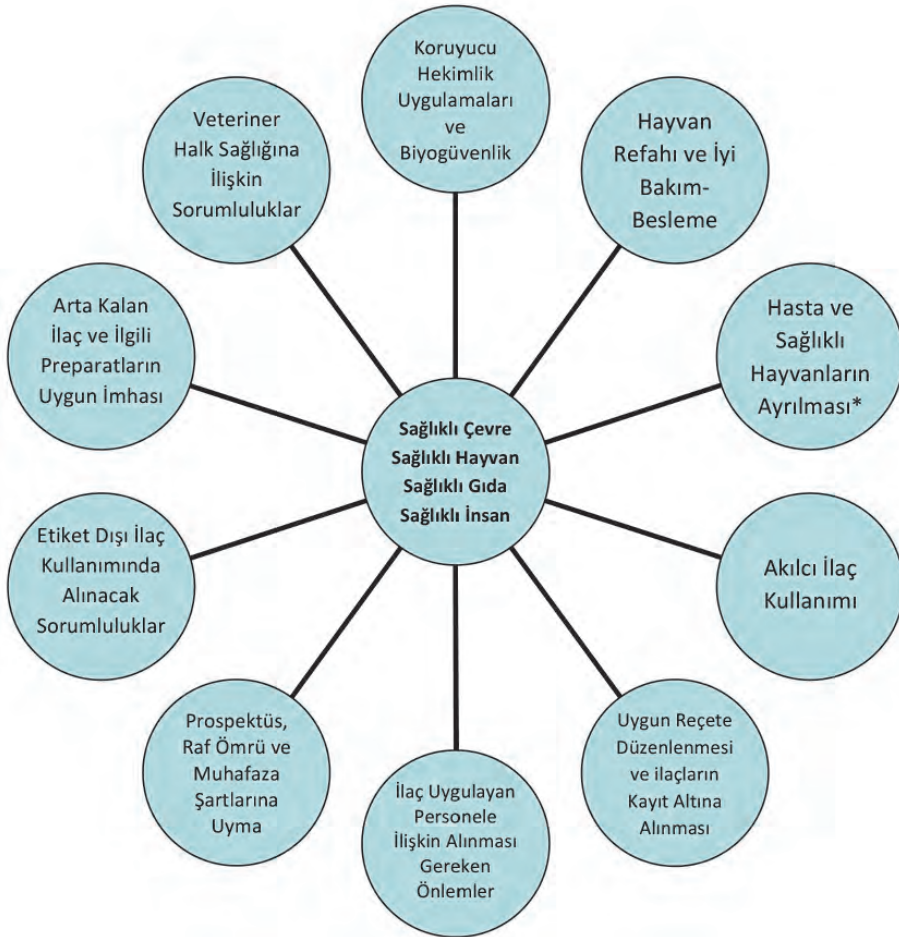 Koruyucu
Hekimlik
Uygulamaları
ve
Biyogüvenlik
Hayvan
Refahı ve İyi
Bakım-
Besleme
Hasta ve
Sağlıklı
Hayvanların
Ayrılması*
Akılcı İlaç
Kullanımı
Uygun Reçete
Düzenlenmesi
ve ilaçların
Kayıt Altına
Alınması
İlaç Uygulayan
Personele
İlişkin Alınması
Gereken
Önlemler
Prospektüs,
Raf Ömrü ve
Muhafaza
Şartlarına
Uyma
Etiket Dışı İlaç
Kullanımında
Alınacak
Sorumluluklar
Arta Kalan
İlaç ve İlgili
Preparatların
Uygun İmhası
Veteriner
Halk Sağlığına
İlişkin
Sorumluluklar
Sağlıklı Çevre
Sağlıklı Hayvan
Sağlıklı Gıda
Sağlıklı İnsan